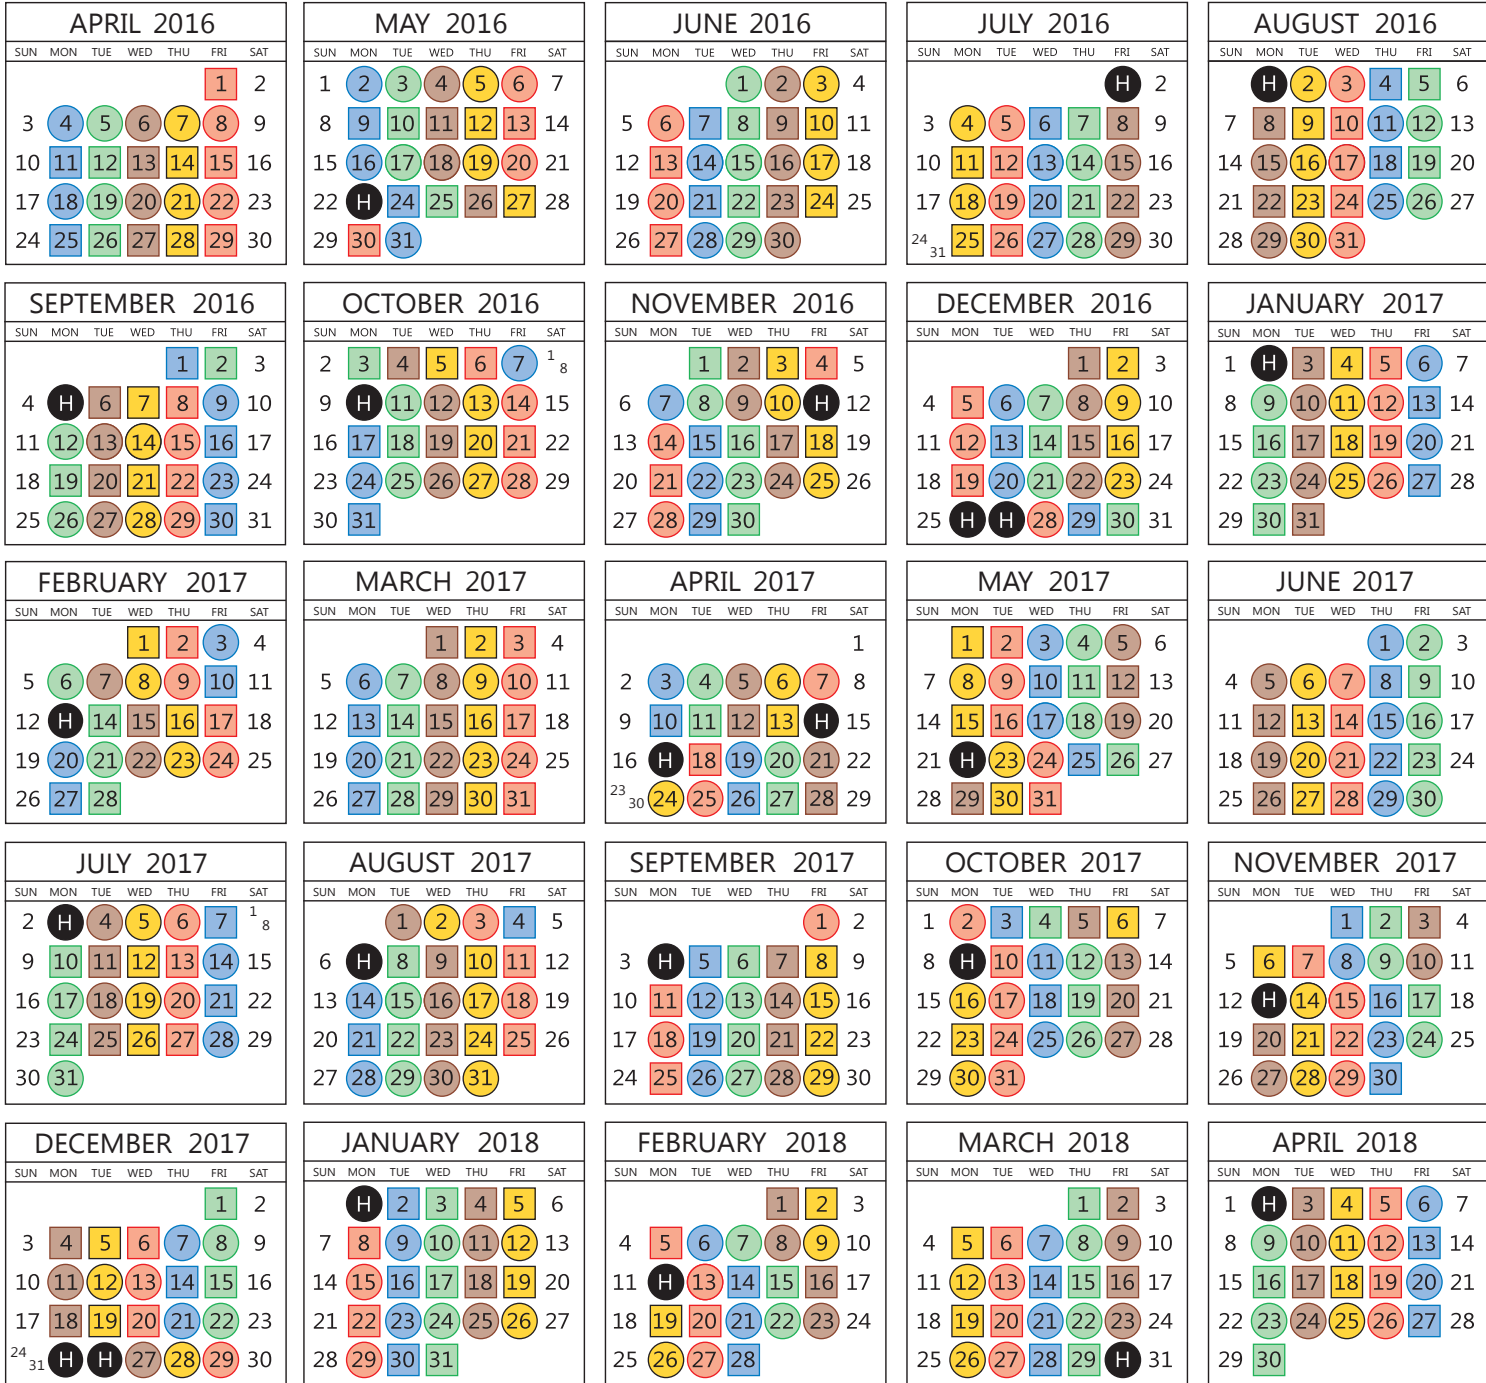 APRIL 2016
SUN MON TUE WED THU FRI SAT
1 2
3 4 5 6 7 8 9
10 11 12 13 14 15 16
17 18 19 20 21 22 23
24 25 26 27 28 29 30
MAY 2016
SUN MON TUE WED THU FRI SAT
1 2 3 4 5 6 7
8 9 10 11 12 13 14
15 16 17 18 19 20 21
22 H 24 25 26 27 28
29 30 31
JUNE 2016
SUN MON TUE WED THU FRI SAT
1 2 3 4
5 6 7 8 9 10 11
12 13 14 15 16 17 18
19 20 21 22 23 24 25
26 27 28 29 30
JULY 2016
SUN MON TUE WED THU FRI SAT
H 2
3 4 5 6 7 8 9
10 11 12 13 14 15 16
17 18 19 20 21 22 23
24 31 25 26 27 28 29 30
AUGUST 2016
SUN MON TUE WED THU FRI SAT
H 2 3 4 5 6
7 8 9 10 11 12 13
14 15 16 17 18 19 20
21 22 23 24 25 26 27
28 29 30 31
SEPTEMBER 2016
SUN MON TUE WED THU FRI SAT
1 2 3
4 H 6 7 8 9 10
11 12 13 14 15 16 17
18 19 20 21 22 23 24
25 26 27 28 29 30 31
OCTOBER 2016
SUN MON TUE WED THU FRI SAT
2 3 4 5 6 7 1 8
9 H 11 12 13 14 15
16 17 18 19 20 21 22
23 24 25 26 27 28 29
30 31
NOVEMBER 2016
SUN MON TUE WED THU FRI SAT
1 2 3 4 5
6 7 8 9 10 H 12
13 14 15 16 17 18 19
20 21 22 23 24 25 26
27 28 29 30
DECEMBER 2016
SUN MON TUE WED THU FRI SAT
1 2 3
4 5 6 7 8 9 10
11 12 13 14 15 16 17
18 19 20 21 22 23 24
25 H H 28 29 30 31
JANUARY 2017
SUN MON TUE WED THU FRI SAT
1 H 3 4 5 6 7
8 9 10 11 12 13 14
15 16 17 18 19 20 21
22 23 24 25 26 27 28
29 30 31
FEBRUARY 2017
SUN MON TUE WED THU FRI SAT
1 2 3 4
5 6 7 8 9 10 11
12 H 14 15 16 17 18
19 20 21 22 23 24 25
26 27 28
MARCH 2017
SUN MON TUE WED THU FRI SAT
1 2 3 4
5 6 7 8 9 10 11
12 13 14 15 16 17 18
19 20 21 22 23 24 25
26 27 28 29 30 31
APRIL 2017
SUN MON TUE WED THU FRI SAT
1
2 3 4 5 6 7 8
9 10 11 12 13 H 15
16 H 18 19 20 21 22
23 30 24 25 26 27 28 29
MAY 2017
SUN MON TUE WED THU FRI SAT
1 2 3 4 5 6
7 8 9 10 11 12 13
14 15 16 17 18 19 20
21 H 23 24 25 26 27
28 29 30 31
JUNE 2017
SUN MON TUE WED THU FRI SAT
1 2 3
4 5 6 7 8 9 10
11 12 13 14 15 16 17
18 19 20 21 22 23 24
25 26 27 28 29 30
JULY 2017
SUN MON TUE WED THU FRI SAT
2 H 4 5 6 7 1 8
9 10 11 12 13 14 15
16 17 18 19 20 21 22
23 24 25 26 27 28 29
30 31
AUGUST 2017
SUN MON TUE WED THU FRI SAT
1 2 3 4 5
6 H 8 9 10 11 12
13 14 15 16 17 18 19
20 21 22 23 24 25 26
27 28 29 30 31
SEPTEMBER 2017
SUN MON TUE WED THU FRI SAT
1 2
3 H 5 6 7 8 9
10 11 12 13 14 15 16
17 18 19 20 21 22 23
24 25 26 27 28 29 30
OCTOBER 2017
SUN MON TUE WED THU FRI SAT
1 2 3 4 5 6 7
8 H 10 11 12 13 14
15 16 17 18 19 20 21
22 23 24 25 26 27 28
29 30 31
NOVEMBER 2017
SUN MON TUE WED THU FRI SAT
1 2 3 4
5 6 7 8 9 10 11
12 H 14 15 16 17 18
19 20 21 22 23 24 25
26 27 28 29 30
DECEMBER 2017
SUN MON TUE WED THU FRI SAT
1 2
3 4 5 6 7 8 9
10 11 12 13 14 15 16
17 18 19 20 21 22 23
24 31 H H 27 28 29 30
JANUARY 2018
SUN MON TUE WED THU FRI SAT
H 2 3 4 5 6
7 8 9 10 11 12 13
14 15 16 17 18 19 20
21 22 23 24 25 26 27
28 29 30 31
FEBRUARY 2018
SUN MON TUE WED THU FRI SAT
1 2 3
4 5 6 7 8 9 10
11 H 13 14 15 16 17
18 19 20 21 22 23 24
25 26 27 28
MARCH 2018
SUN MON TUE WED THU FRI SAT
1 2 3
4 5 6 7 8 9 10
11 12 13 14 15 16 17
18 19 20 21 22 23 24
25 26 27 28 29 H 31
APRIL 2018
SUN MON TUE WED THU FRI SAT
1 H 3 4 5 6 7
8 9 10 11 12 13 14
15 16 17 18 19 20 21
22 23 24 25 26 27 28
29 30